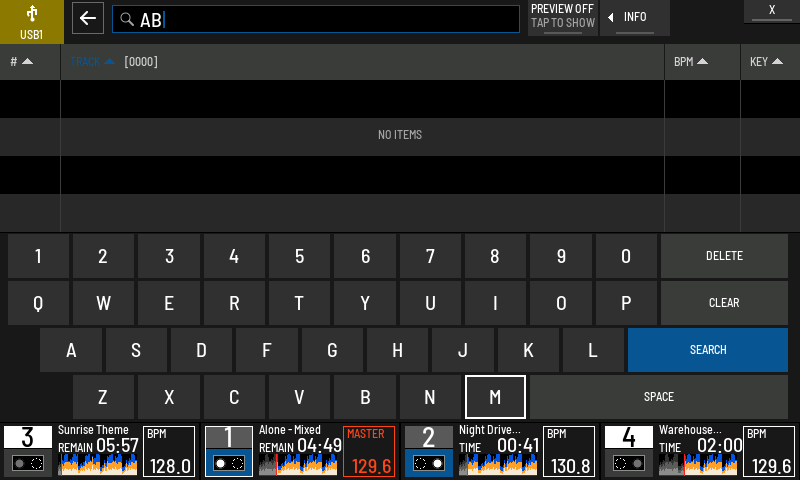 USB1
AB
PREVIEW OFF
TAP TO SHOW
INFO
X
# TRACK [0000] BPM KEY
NO ITEMS
1 2 3 4 5 6 7 8 9 0 DELETE
Q W E R T Y U I O P CLEAR
A S D F G H J K L SEARCH
Z X C V B N M SPACE
3 Sunrise Theme
REMAIN 05:57
BPM
128.0
1 Alone - Mixed
REMAIN 04:49
MASTER
129.6
2 Night Drive...
TIME 00:41
BPM
130.8
4 Warehouse...
TIME 02:00
BPM
129.6